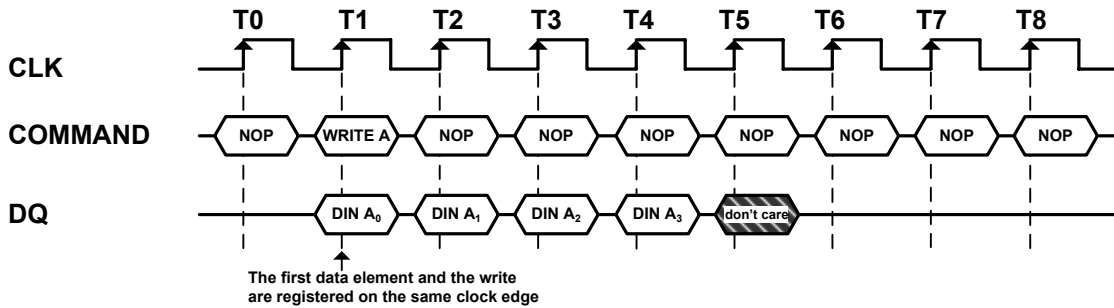 T0 T1 T2 T3 T4 T5 T6 T7 T8
CLK
COMMAND NOP WRITE A NOP NOP NOP NOP NOP NOP NOP
DQ DIN A₀ DIN A₁ DIN A₂ DIN A₃ don't care
The first data element and the write
are registered on the same clock edge